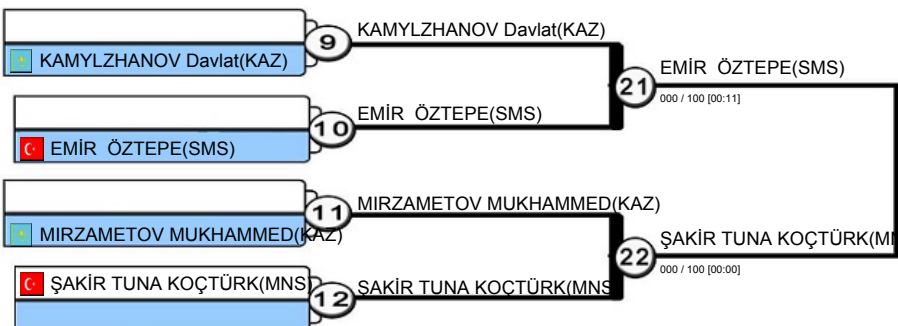 KAMYLZHANOV Davlat(KAZ)
9
KAMYLZHANOV Davlat(KAZ)
EMİR ÖZTEPE(SMS)
10
EMİR ÖZTEPE(SMS)
21
EMİR ÖZTEPE(SMS)
000 / 100 [00:11]
MIRZAMETOV MUKHAMMED(KAZ)
11
MIRZAMETOV MUKHAMMED(KAZ)
ŞAKİR TUNA KOÇTÜRK(MNS)
12
ŞAKİR TUNA KOÇTÜRK(MNS
22
ŞAKİR TUNA KOÇTÜRK(MN
000 / 100 [00:00]